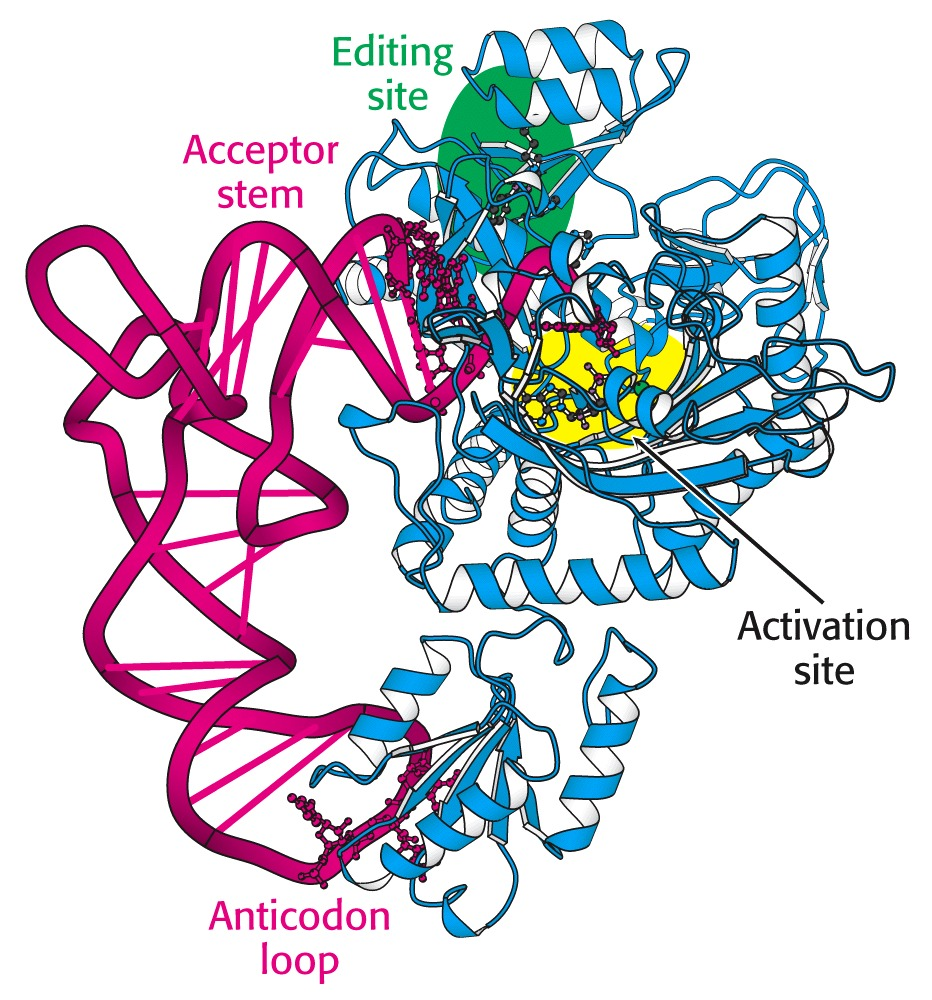 Editing
site
Acceptor
stem
Activation
site
Anticodon
loop